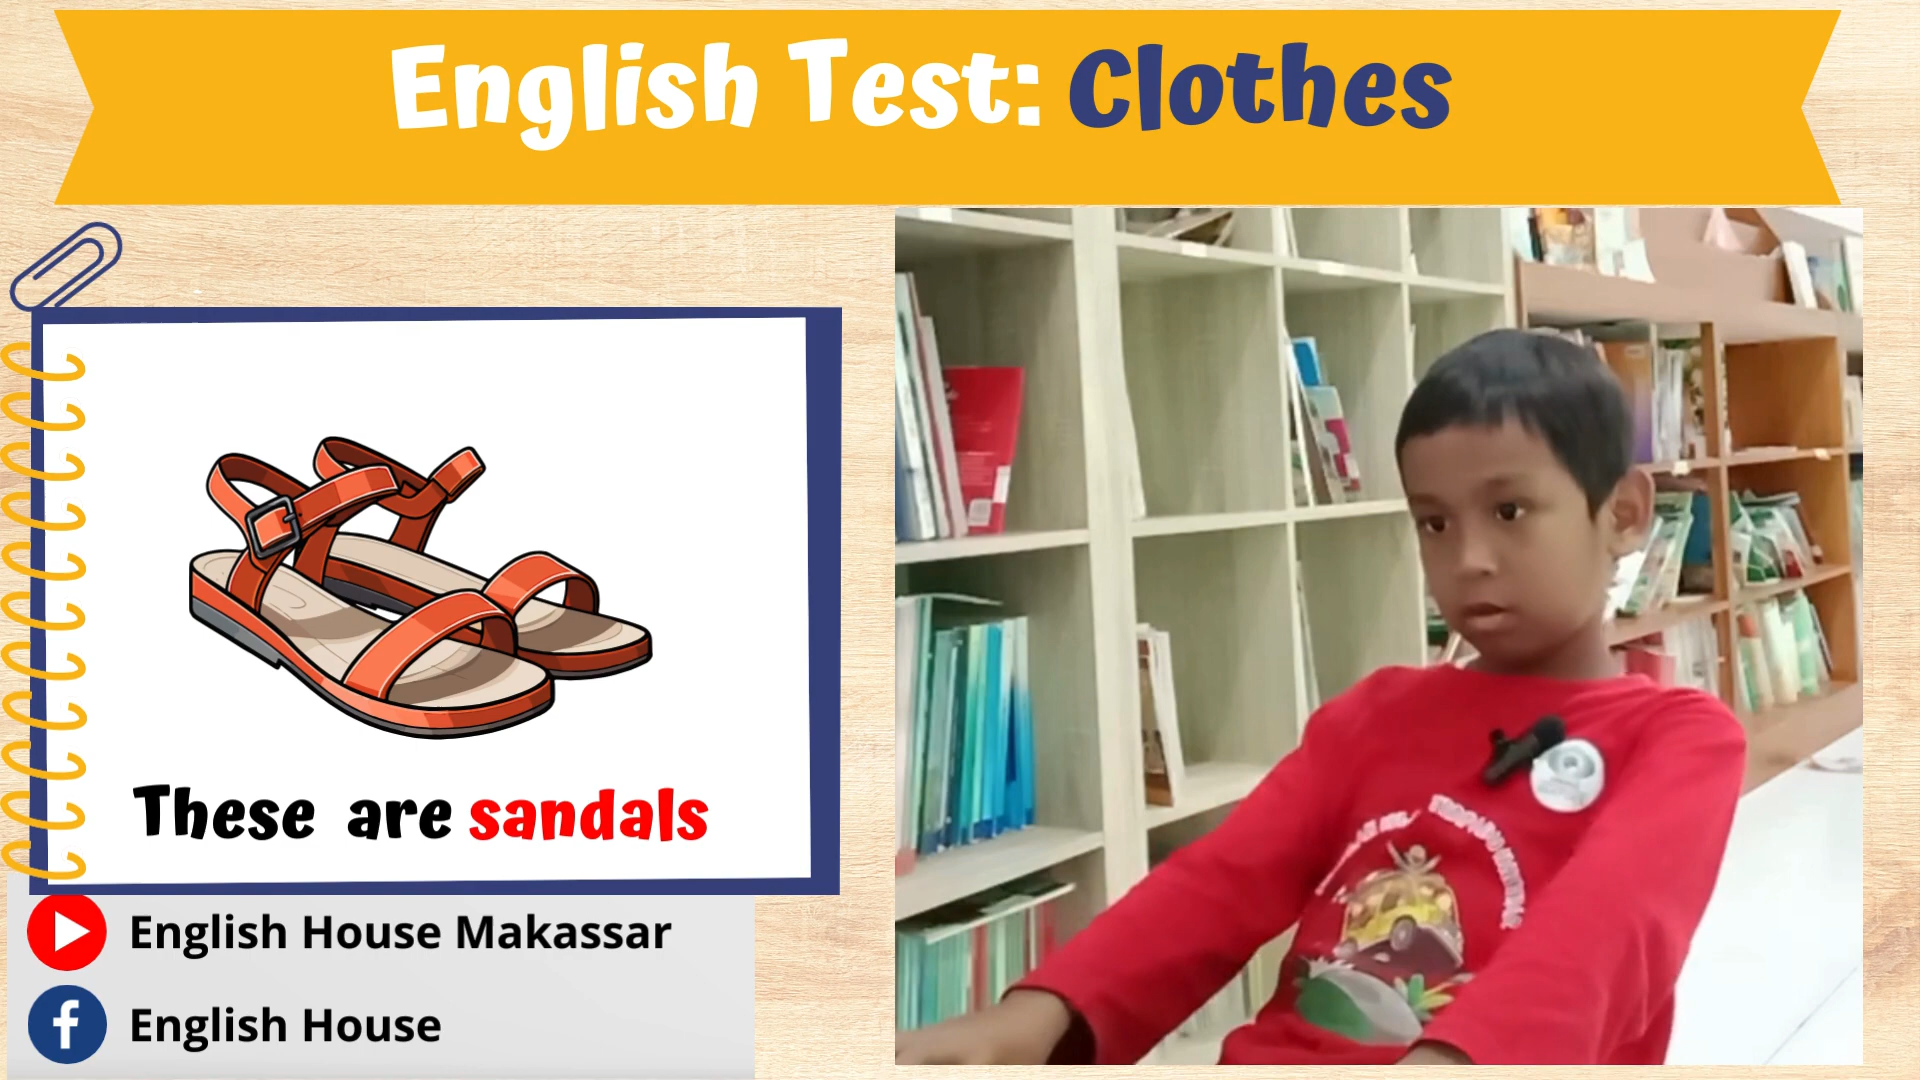 English Test: Clothes
These are sandals
English House Makassar
English House